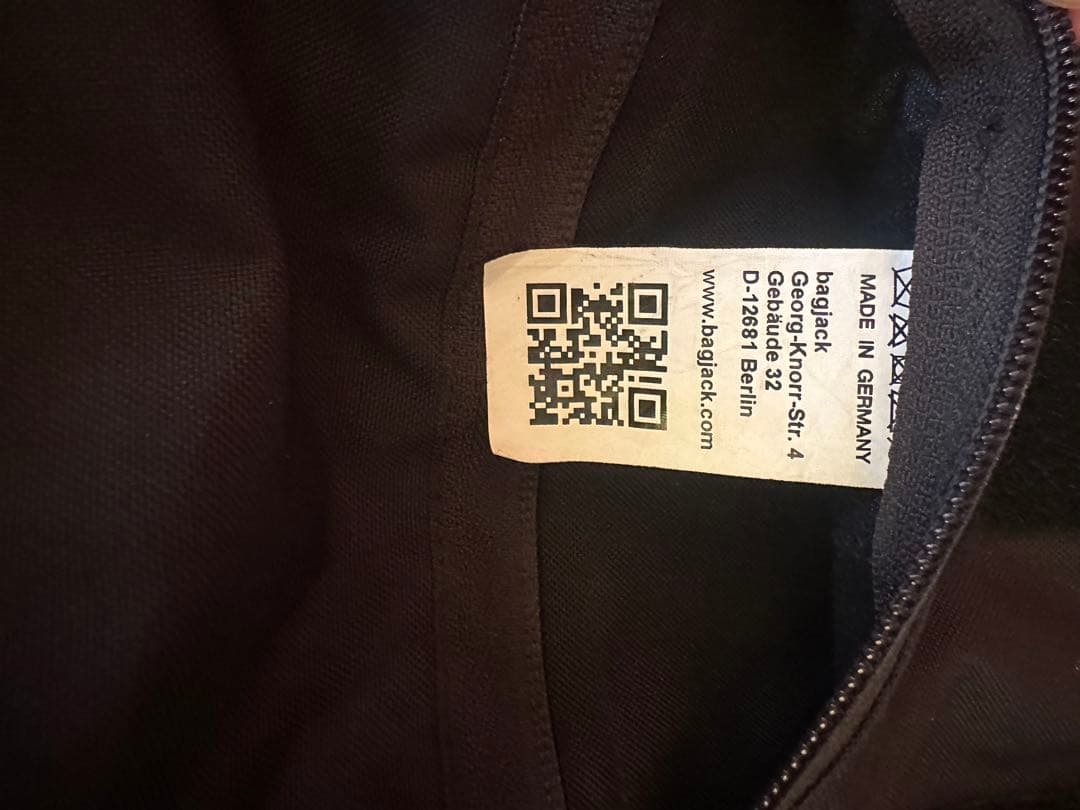 MADE IN GERMANY
bagjack
Georg-Knorr-Str. 4
Gebäude 32
D-12681 Berlin
www.bagjack.com